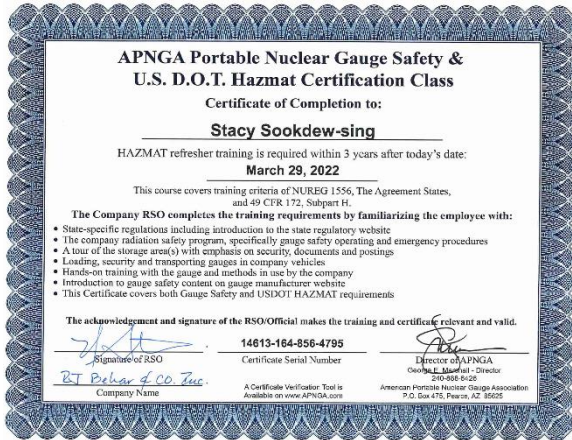 APNGA Portable Nuclear Gauge Safety &
U.S. D.O.T. Hazmat Certification Class
Certificate of Completion to:
Stacy Sookdew-sing
HAZMAT refresher training is required within 3 years after today's date:
March 29, 2022
This course covers training criteria of NUREG 1556, The Agreement States,
and 49 CFR 172, Subpart H.
The Company RSO completes the training requirements by familiarizing the employee with:
• State-specific regulations including introduction to the state regulatory website
• The company radiation safety program, specifically gauge safety operating and emergency procedures
• A tour of the storage area(s) with emphasis on security, documents and postings
• Loading, security and transporting gauges in company vehicles
• Hands-on training with the gauge and methods in use by the company
• Introduction to gauge safety content on gauge manufacturer website
• This Certificate covers both Gauge Safety and USDOT HAZMAT requirements
The acknowledgement and signature of the RSO/Official makes the training and certificate relevant and valid.
Signature of RSO
BJ Behar & CO. Inc.
Company Name
14613-164-856-4795
Certificate Serial Number
A Certificate Verification Tool is
Available on www.APNGA.com
Director of APNGA
George E. Marshall - Director
American Portable Nuclear Gauge Association
P.O. Box 475, Pearce, AZ 85625